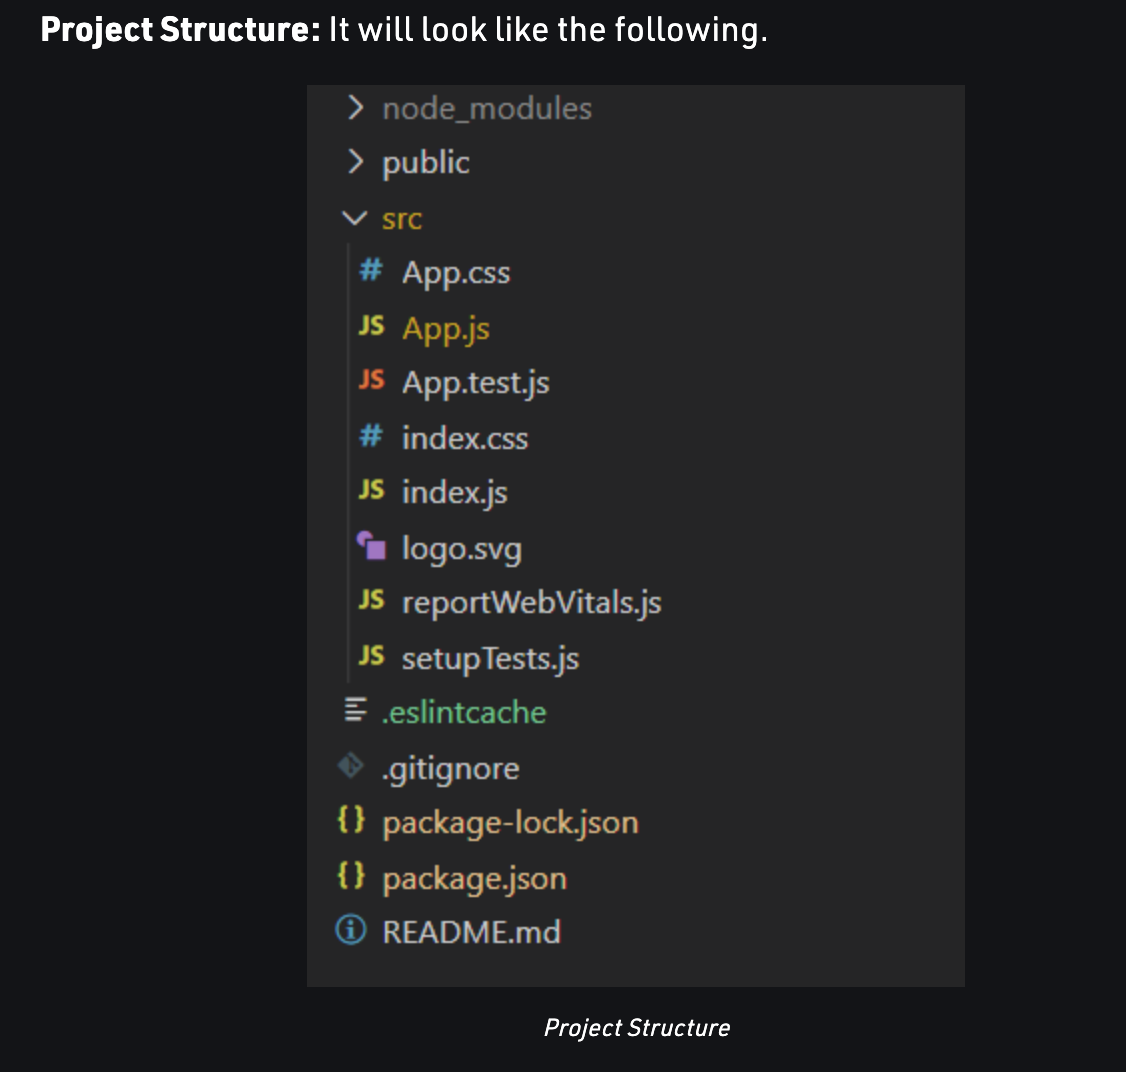 Project Structure: It will look like the following.
node_modules
public
src
# App.css
JS App.js
JS App.test.js
# index.css
JS index.js
logo.svg
JS reportWebVitals.js
JS setupTests.js
.eslintcache
.gitignore
{} package-lock.json
{} package.json
README.md
Project Structure